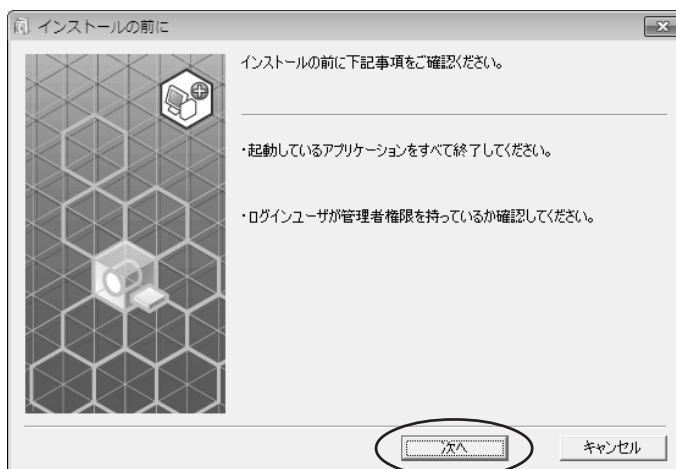 インストールの前に
インストールの前に下記事項をご確認ください。
・起動しているアプリケーションをすべて終了してください。
・ログインユーザが管理者権限を持っているか確認してください。
次へ
キャンセル